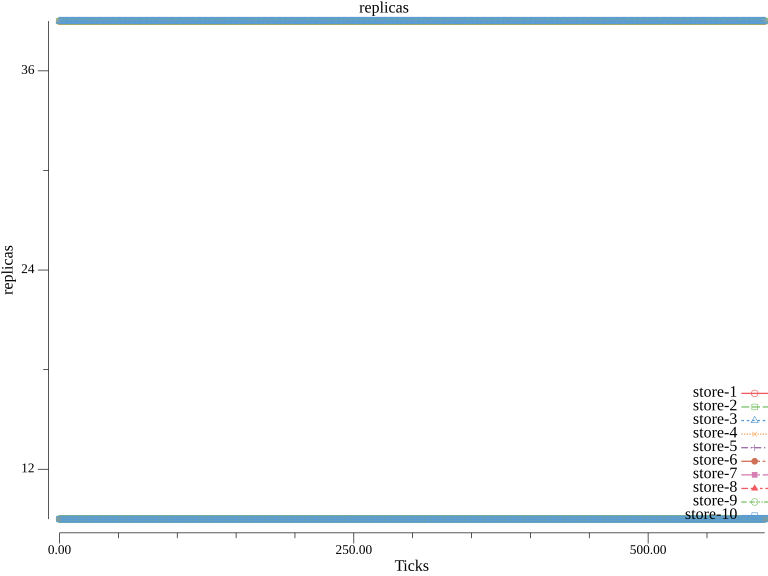 replicas
36
24
12
replicas
store-1
store-2
store-3
store-4
store-5
store-6
store-7
store-8
store-9
store-10
0.00
250.00
500.00
Ticks